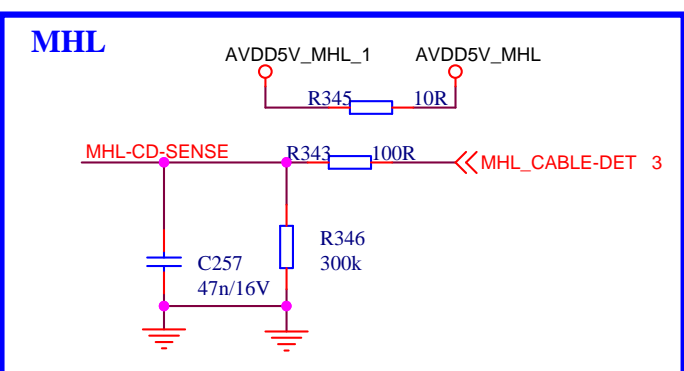 MHL
AVDD5V_MHL_1 AVDD5V_MHL
R345 10R
MHL-CD-SENSE R343 100R MHL_CABLE-DET 3
R346
300k
C257
47n/16V